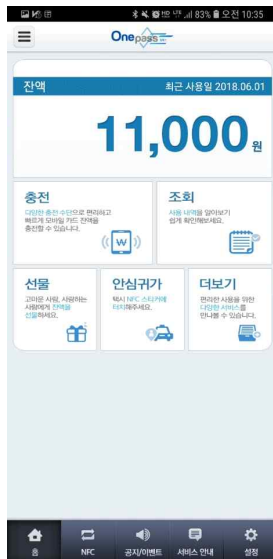 83% 오전 10:35
Onepass
잔액
최근 사용일 2018.06.01
11,000원
충전
다양한 충전 수단으로 편리하고
빠르게 모바일 카드 잔액을
충전할 수 있습니다.
조회
사용 내역을 알아보기
쉽게 확인해보세요.
선물
고마운 사람, 사랑하는
사람에게 잔액을
선물하세요.
안심귀가
택시 NFC 스티커에
터치해주세요.
더보기
편리한 사용을 위한
다양한 서비스를
만나볼 수 있습니다.
홈
NFC
공지/이벤트
서비스 안내
설정